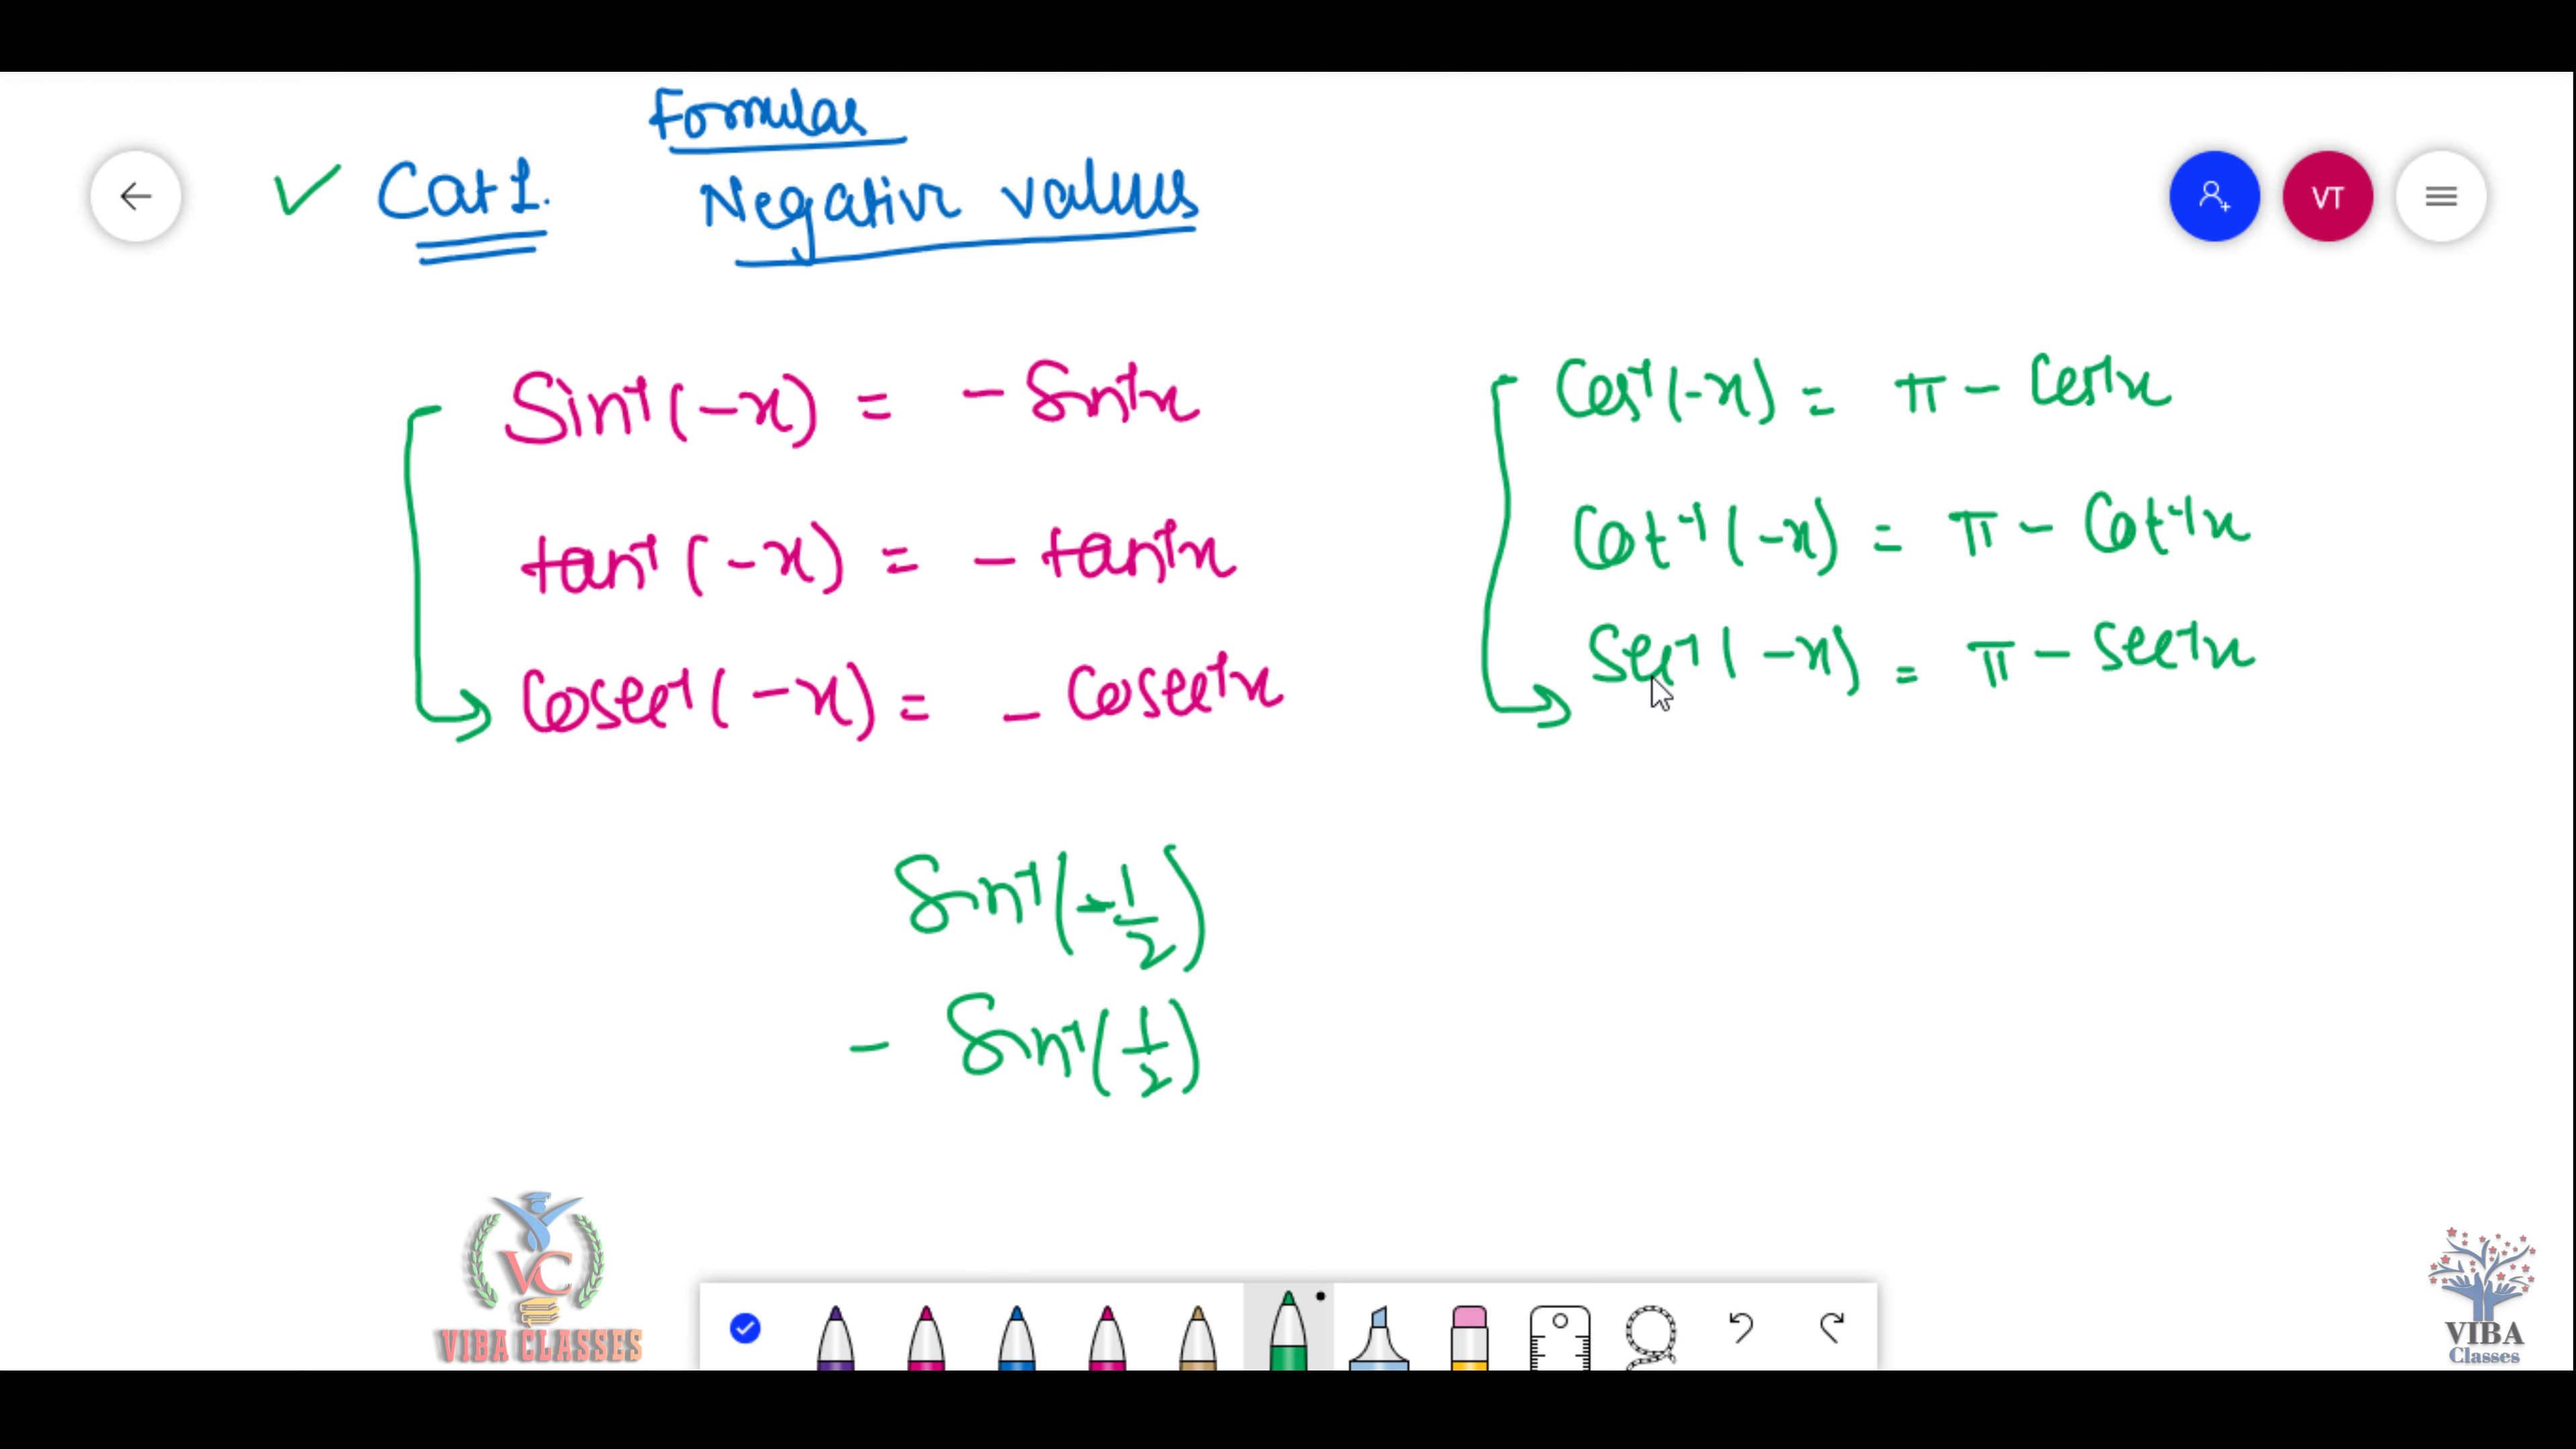 Formulas
✓ Cat 1. Negative values
VT
Sin⁻¹(-x) = - Sin⁻¹x
tan⁻¹(-x) = - tan⁻¹x
Cosec⁻¹(-x) = - Cosec⁻¹x
Cos⁻¹(-x) = π - Cos⁻¹x
Cot⁻¹(-x) = π - Cot⁻¹x
Sec⁻¹(-x) = π - Sec⁻¹x
Sin⁻¹(-1/2)
- Sin⁻¹(1/2)
VC
VIBA CLASSES
VIBA
Classes